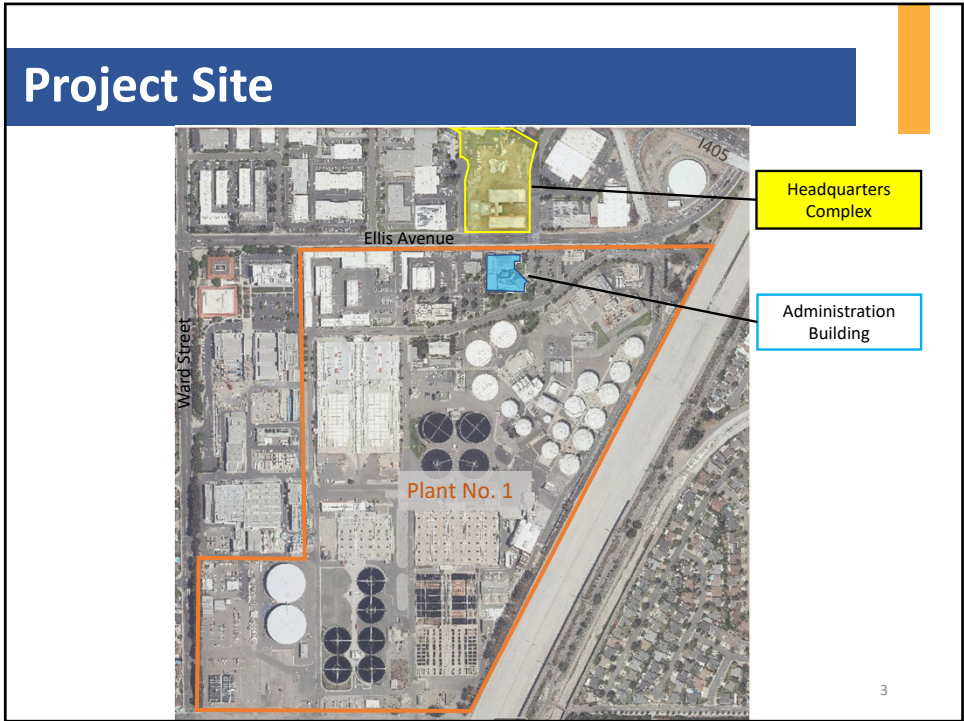 Project Site
I405
Headquarters
Complex
Ellis Avenue
Administration
Building
Ward Street
Plant No. 1
3